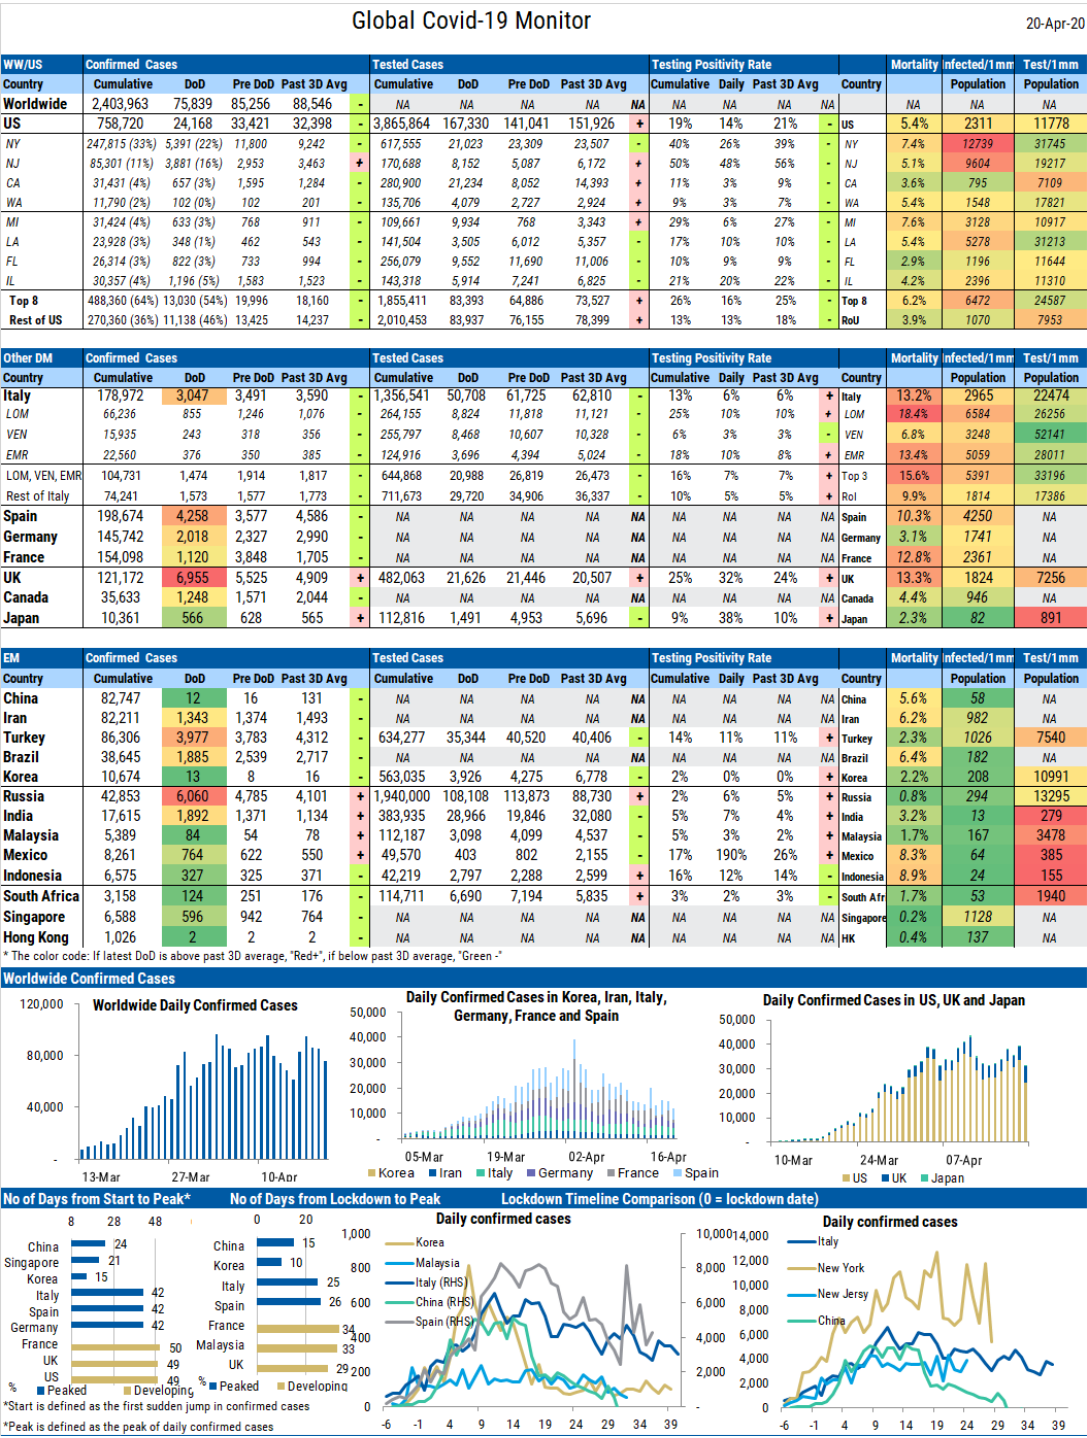 Global Covid-19 Monitor
20-Apr-20
WW/US Confirmed Cases Tested Cases Testing Positivity Rate Mortality Infected/1mm Test/1mm
Country Cumulative DoD Pre DoD Past 3D Avg Cumulative DoD Pre DoD Past 3D Avg Cumulative Daily Past 3D Avg Country Population Population
Worldwide 2,403,963 75,839 85,256 88,546 - NA NA NA NA NA NA NA NA NA NA NA NA
US 758,720 24,168 33,421 32,398 - 3,865,864 167,330 141,041 151,926 + 19% 14% 21% - US 5.4% 2311 11778
NY 247,815 (33%) 5,391 (22%) 11,800 9,242 - 617,555 21,023 23,309 23,507 - 40% 26% 39% - NY 7.4% 12739 31745
NJ 85,301 (11%) 3,881 (16%) 2,953 3,463 + 170,688 8,152 5,087 6,172 + 50% 48% 56% - NJ 5.1% 9604 19217
CA 31,431 (4%) 657 (3%) 1,595 1,284 - 280,900 21,234 8,052 14,393 + 11% 3% 9% - CA 3.6% 795 7109
WA 11,790 (2%) 102 (0%) 102 201 - 135,706 4,079 2,727 2,924 + 9% 3% 7% - WA 5.4% 1548 17821
MI 31,424 (4%) 633 (3%) 768 911 - 109,661 9,934 768 3,343 + 29% 6% 27% - MI 7.6% 3128 10917
LA 23,928 (3%) 348 (1%) 462 543 - 141,504 3,505 6,012 5,357 - 17% 10% 10% - LA 5.4% 5278 31213
FL 26,314 (3%) 822 (3%) 733 994 - 256,079 9,552 11,690 11,006 - 10% 9% 9% - FL 2.9% 1196 11644
IL 30,357 (4%) 1,196 (5%) 1,583 1,523 - 143,318 5,914 7,241 6,825 - 21% 20% 22% - IL 4.2% 2396 11310
Top 8 488,360 (64%) 13,030 (54%) 19,996 18,160 - 1,855,411 83,393 64,886 73,527 + 26% 16% 25% - Top 8 6.2% 6472 24587
Rest of US 270,360 (36%) 11,138 (46%) 13,425 14,237 - 2,010,453 83,937 76,155 78,399 + 13% 13% 18% - RoU 3.9% 1070 7953
Other DM Confirmed Cases Tested Cases Testing Positivity Rate Mortality Infected/1mm Test/1mm
Country Cumulative DoD Pre DoD Past 3D Avg Cumulative DoD Pre DoD Past 3D Avg Cumulative Daily Past 3D Avg Country Population Population
Italy 178,972 3,047 3,491 3,590 - 1,356,541 50,708 61,725 62,810 - 13% 6% 6% + Italy 13.2% 2965 22474
LOM 66,236 855 1,246 1,076 - 264,155 8,824 11,818 11,121 - 25% 10% 10% + LOM 18.4% 6584 26256
VEN 15,935 243 318 356 - 255,797 8,468 10,607 10,328 - 6% 3% 3% - VEN 6.8% 3248 52141
EMR 22,560 376 350 385 - 124,916 3,696 4,394 5,024 - 18% 10% 8% + EMR 13.4% 5059 28011
LOM, VEN, EMR 104,731 1,474 1,914 1,817 - 644,868 20,988 26,819 26,473 - 16% 7% 7% + Top 3 15.6% 5391 33196
Rest of Italy 74,241 1,573 1,577 1,773 - 711,673 29,720 34,906 36,337 - 10% 5% 5% + RoI 9.9% 1814 17386
Spain 198,674 4,258 3,577 4,586 - NA NA NA NA NA NA NA NA NA Spain 10.3% 4250 NA
Germany 145,742 2,018 2,327 2,990 - NA NA NA NA NA NA NA NA NA Germany 3.1% 1741 NA
France 154,098 1,120 3,848 1,705 - NA NA NA NA NA NA NA NA NA France 12.8% 2361 NA
UK 121,172 6,955 5,525 4,909 + 482,063 21,626 21,446 20,507 + 25% 32% 24% + UK 13.3% 1824 7256
Canada 35,633 1,248 1,571 2,044 - NA NA NA NA NA NA NA NA NA Canada 4.4% 946 NA
Japan 10,361 566 628 565 + 112,816 1,491 4,953 5,696 - 9% 38% 10% + Japan 2.3% 82 891
EM Confirmed Cases Tested Cases Testing Positivity Rate Mortality Infected/1mm Test/1mm
Country Cumulative DoD Pre DoD Past 3D Avg Cumulative DoD Pre DoD Past 3D Avg Cumulative Daily Past 3D Avg Country Population Population
China 82,747 12 16 131 - NA NA NA NA NA NA NA NA NA China 5.6% 58 NA
Iran 82,211 1,343 1,374 1,493 - NA NA NA NA NA NA NA NA NA Iran 6.2% 982 NA
Turkey 86,306 3,977 3,783 4,312 - 634,277 35,344 40,520 40,406 - 14% 11% 11% + Turkey 2.3% 1026 7540
Brazil 38,645 1,885 2,539 2,717 - NA NA NA NA NA NA NA NA NA Brazil 6.4% 182 NA
Korea 10,674 13 8 16 - 563,035 3,926 4,275 6,778 - 2% 0% 0% + Korea 2.2% 208 10991
Russia 42,853 6,060 4,785 4,101 + 1,940,000 108,108 113,873 88,730 + 2% 6% 5% + Russia 0.8% 294 13295
India 17,615 1,892 1,371 1,134 + 383,935 28,966 19,846 32,080 - 5% 7% 4% + India 3.2% 13 279
Malaysia 5,389 84 54 78 + 112,187 3,098 4,099 4,537 - 5% 3% 2% + Malaysia 1.7% 167 3478
Mexico 8,261 764 622 550 + 49,570 403 802 2,155 - 17% 190% 26% + Mexico 8.3% 64 385
Indonesia 6,575 327 325 371 - 42,219 2,797 2,288 2,599 + 16% 12% 14% - Indonesia 8.9% 24 155
South Africa 3,158 124 251 176 - 114,711 6,690 7,194 5,835 + 3% 2% 3% - South Afr 1.7% 53 1940
Singapore 6,588 596 942 764 - NA NA NA NA NA NA NA NA NA Singapore 0.2% 1128 NA
Hong Kong 1,026 2 2 2 - NA NA NA NA NA NA NA NA NA HK 0.4% 137 NA
* The color code: If latest DoD is above past 3D average, "Red+", if below past 3D average, "Green -"
Worldwide Confirmed Cases
Worldwide Daily Confirmed Cases
120,000
80,000
40,000
-
13-Mar 27-Mar 10-Apr
Daily Confirmed Cases in Korea, Iran, Italy,
Germany, France and Spain
50,000
40,000
30,000
20,000
10,000
-
05-Mar 19-Mar 02-Apr 16-Apr
Korea Iran Italy Germany France Spain
Daily Confirmed Cases in US, UK and Japan
50,000
40,000
30,000
20,000
10,000
-
10-Mar 24-Mar 07-Apr
US UK Japan
No of Days from Start to Peak* No of Days from Lockdown to Peak Lockdown Timeline Comparison (0 = lockdown date)
8 28 48
China 24
Singapore 21
Korea 15
Italy 42
Spain 42
Germany 42
France 50
UK 49
US 49
% Peaked Developing
*Start is defined as the first sudden jump in confirmed cases
*Peak is defined as the peak of daily confirmed cases
0 20
China 15
Korea 10
Italy 25
Spain 26
France 34
Malaysia 33
UK 29
% Peaked Developing
Daily confirmed cases
1,000
800
600
400
200
0
10,000
8,000
6,000
4,000
2,000
-
Korea
Malaysia
Italy (RHS)
China (RHS)
Spain (RHS)
-6 -1 4 9 14 19 24 29 34 39
Daily confirmed cases
14,000
12,000
10,000
8,000
6,000
4,000
2,000
0
Italy
New York
New Jersy
China
-6 -1 4 9 14 19 24 29 34 39